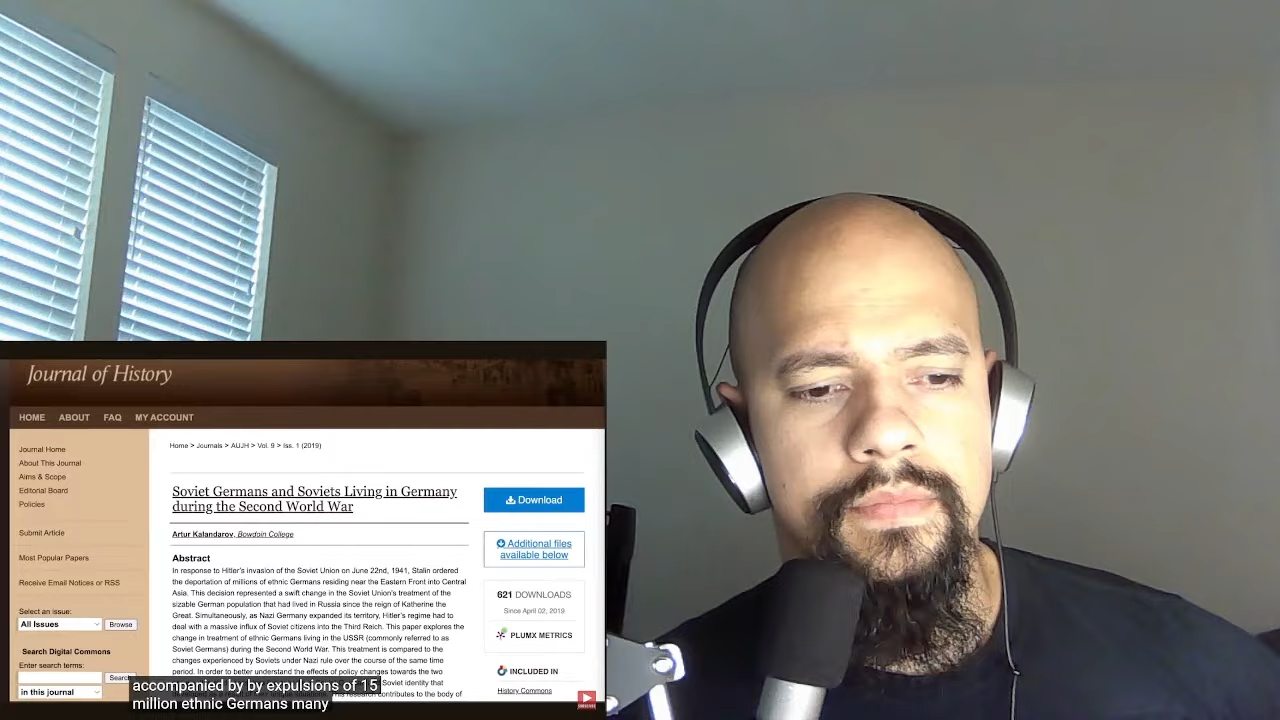 Journal of History
HOME ABOUT FAQ MY ACCOUNT
Journal Home
About This Journal
Aims & Scope
Editorial Board
Policies
Submit Article
Most Popular Papers
Receive Email Notices or RSS
Select an issue:
All Issues Browse
Search Digital Commons
Enter search terms:
Search
in this journal
Home > Journals > AUJH > Vol. 9 > Iss. 1 (2019)
Soviet Germans and Soviets Living in Germany
during the Second World War
Artur Kalandarov, Bowdoin College
Abstract
In response to Hitler's invasion of the Soviet Union on June 22nd, 1941, Stalin ordered
the deportation of millions of ethnic Germans residing near the Eastern Front into Central
Asia. This decision represented a swift change in the Soviet Union's treatment of the
sizable German population that had lived in Russia since the reign of Katherine the
Great. Simultaneously, as Nazi Germany expanded its territory, Hitler's regime had to
deal with a massive influx of Soviet citizens into the Third Reich. This paper explores the
change in treatment of ethnic Germans living in the USSR (commonly referred to as
Soviet Germans) during the Second World War. This treatment is compared to the
changes experienced by Soviets under Nazi rule over the course of the same time
period. In order to better understand the effects of policy changes towards the two
Soviet identity that
research contributes to the body of
Download
Additional files
available below
621 DOWNLOADS
Since April 02, 2019
PLUMX METRICS
INCLUDED IN
History Commons
SUBSCRIBE
accompanied by by expulsions of 15
million ethnic Germans many